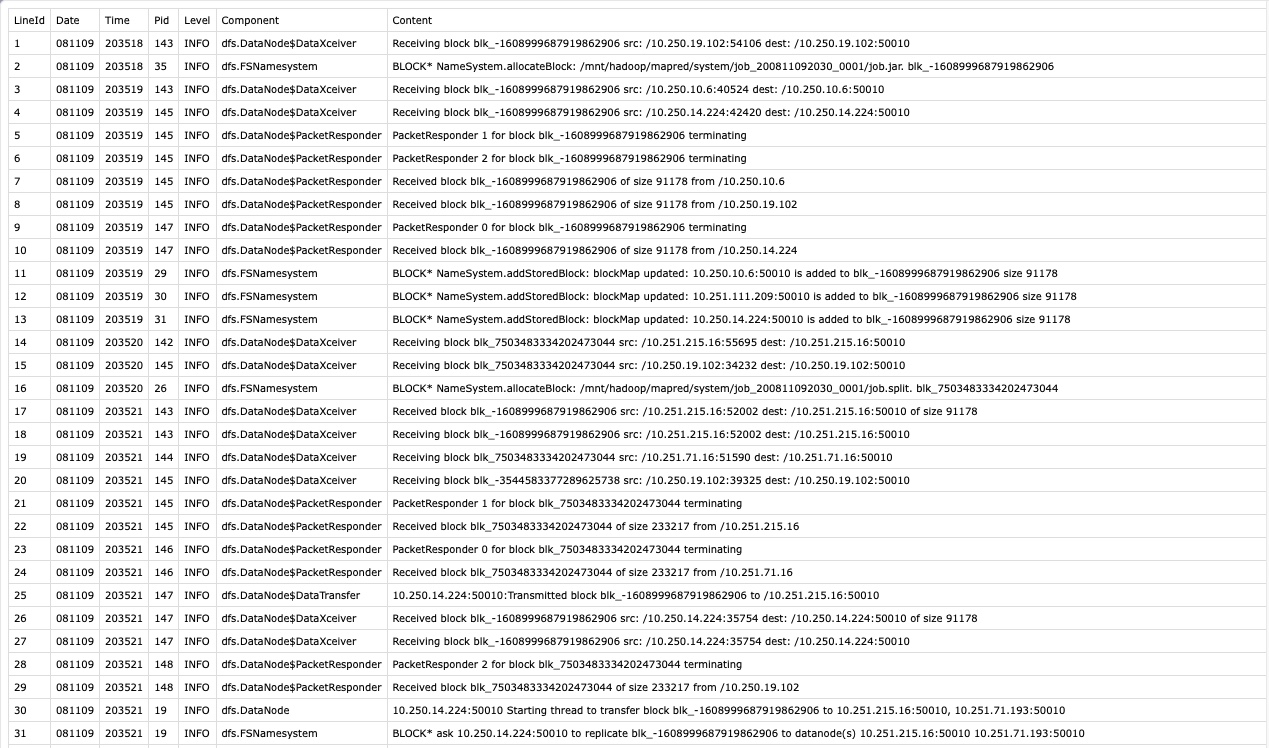 LineId Date Time Pid Level Component Content
1 081109 203518 143 INFO dfs.DataNode$DataXceiver Receiving block blk_-1608999687919862906 src: /10.250.19.102:54106 dest: /10.250.19.102:50010
2 081109 203518 35 INFO dfs.FSNamesystem BLOCK* NameSystem.allocateBlock: /mnt/hadoop/mapred/system/job_200811092030_0001/job.jar. blk_-1608999687919862906
3 081109 203519 143 INFO dfs.DataNode$DataXceiver Receiving block blk_-1608999687919862906 src: /10.250.10.6:40524 dest: /10.250.10.6:50010
4 081109 203519 145 INFO dfs.DataNode$DataXceiver Receiving block blk_-1608999687919862906 src: /10.250.14.224:42420 dest: /10.250.14.224:50010
5 081109 203519 145 INFO dfs.DataNode$PacketResponder PacketResponder 1 for block blk_-1608999687919862906 terminating
6 081109 203519 145 INFO dfs.DataNode$PacketResponder PacketResponder 2 for block blk_-1608999687919862906 terminating
7 081109 203519 145 INFO dfs.DataNode$PacketResponder Received block blk_-1608999687919862906 of size 91178 from /10.250.10.6
8 081109 203519 145 INFO dfs.DataNode$PacketResponder Received block blk_-1608999687919862906 of size 91178 from /10.250.19.102
9 081109 203519 147 INFO dfs.DataNode$PacketResponder PacketResponder 0 for block blk_-1608999687919862906 terminating
10 081109 203519 147 INFO dfs.DataNode$PacketResponder Received block blk_-1608999687919862906 of size 91178 from /10.250.14.224
11 081109 203519 29 INFO dfs.FSNamesystem BLOCK* NameSystem.addStoredBlock: blockMap updated: 10.250.10.6:50010 is added to blk_-1608999687919862906 size 91178
12 081109 203519 30 INFO dfs.FSNamesystem BLOCK* NameSystem.addStoredBlock: blockMap updated: 10.251.111.209:50010 is added to blk_-1608999687919862906 size 91178
13 081109 203519 31 INFO dfs.FSNamesystem BLOCK* NameSystem.addStoredBlock: blockMap updated: 10.250.14.224:50010 is added to blk_-1608999687919862906 size 91178
14 081109 203520 142 INFO dfs.DataNode$DataXceiver Receiving block blk_7503483334202473044 src: /10.251.215.16:55695 dest: /10.251.215.16:50010
15 081109 203520 145 INFO dfs.DataNode$DataXceiver Receiving block blk_7503483334202473044 src: /10.250.19.102:34232 dest: /10.250.19.102:50010
16 081109 203520 26 INFO dfs.FSNamesystem BLOCK* NameSystem.allocateBlock: /mnt/hadoop/mapred/system/job_200811092030_0001/job.split. blk_7503483334202473044
17 081109 203521 143 INFO dfs.DataNode$DataXceiver Received block blk_-1608999687919862906 src: /10.251.215.16:52002 dest: /10.251.215.16:50010 of size 91178
18 081109 203521 143 INFO dfs.DataNode$DataXceiver Receiving block blk_-1608999687919862906 src: /10.251.215.16:52002 dest: /10.251.215.16:50010
19 081109 203521 144 INFO dfs.DataNode$DataXceiver Receiving block blk_7503483334202473044 src: /10.251.71.16:51590 dest: /10.251.71.16:50010
20 081109 203521 145 INFO dfs.DataNode$DataXceiver Receiving block blk_-3544583377289625738 src: /10.250.19.102:39325 dest: /10.250.19.102:50010
21 081109 203521 145 INFO dfs.DataNode$PacketResponder PacketResponder 1 for block blk_7503483334202473044 terminating
22 081109 203521 145 INFO dfs.DataNode$PacketResponder Received block blk_7503483334202473044 of size 233217 from /10.251.215.16
23 081109 203521 146 INFO dfs.DataNode$PacketResponder PacketResponder 0 for block blk_7503483334202473044 terminating
24 081109 203521 146 INFO dfs.DataNode$PacketResponder Received block blk_7503483334202473044 of size 233217 from /10.251.71.16
25 081109 203521 147 INFO dfs.DataNode$DataTransfer 10.250.14.224:50010:Transmitted block blk_-1608999687919862906 to /10.251.215.16:50010
26 081109 203521 147 INFO dfs.DataNode$DataXceiver Received block blk_-1608999687919862906 src: /10.250.14.224:35754 dest: /10.250.14.224:50010 of size 91178
27 081109 203521 147 INFO dfs.DataNode$DataXceiver Receiving block blk_-1608999687919862906 src: /10.250.14.224:35754 dest: /10.250.14.224:50010
28 081109 203521 148 INFO dfs.DataNode$PacketResponder PacketResponder 2 for block blk_7503483334202473044 terminating
29 081109 203521 148 INFO dfs.DataNode$PacketResponder Received block blk_7503483334202473044 of size 233217 from /10.250.19.102
30 081109 203521 19 INFO dfs.DataNode 10.250.14.224:50010 Starting thread to transfer block blk_-1608999687919862906 to 10.251.215.16:50010, 10.251.71.193:50010
31 081109 203521 19 INFO dfs.FSNamesystem BLOCK* ask 10.250.14.224:50010 to replicate blk_-1608999687919862906 to datanode(s) 10.251.215.16:50010 10.251.71.193:50010